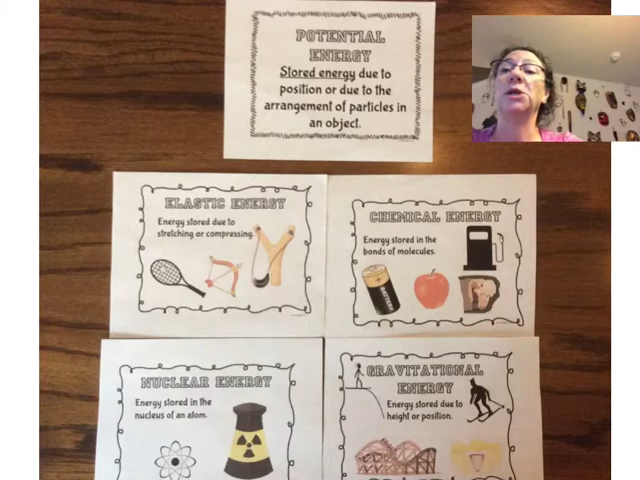 POTENTIAL
ENERGY
Stored energy due to
position or due to the
arrangement of particles in
an object.
ELASTIC ENERGY
Energy stored due to
stretching or compressing.
CHEMICAL ENERGY
Energy stored in the
bonds of molecules.
BATTERY
NUCLEAR ENERGY
Energy stored in the
nucleus of an atom.
GRAVITATIONAL
ENERGY
Energy stored due to
height or position.